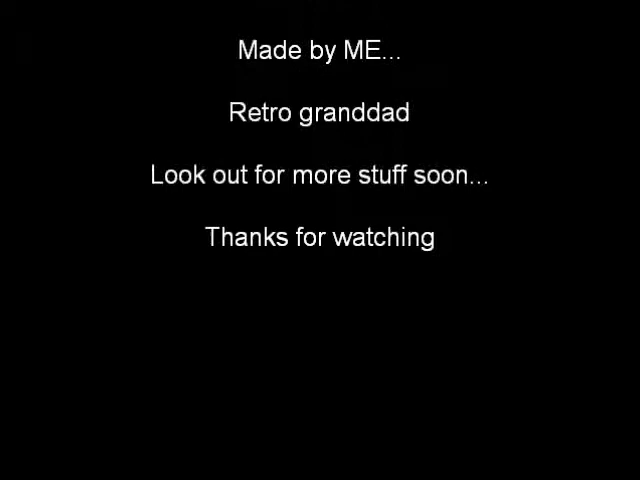 Made by ME...
Retro granddad
Look out for more stuff soon...
Thanks for watching